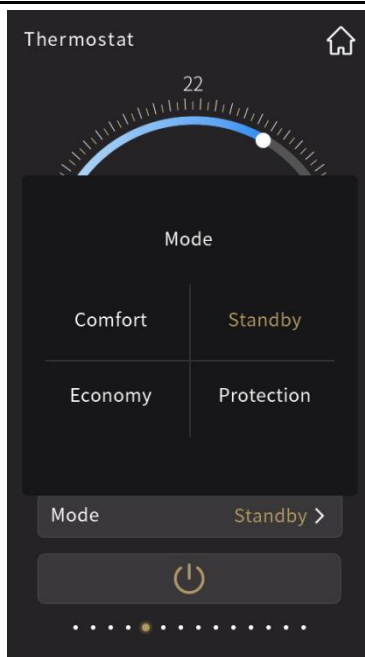 Thermostat
22
Mode
Comfort Standby
Economy Protection
Mode Standby